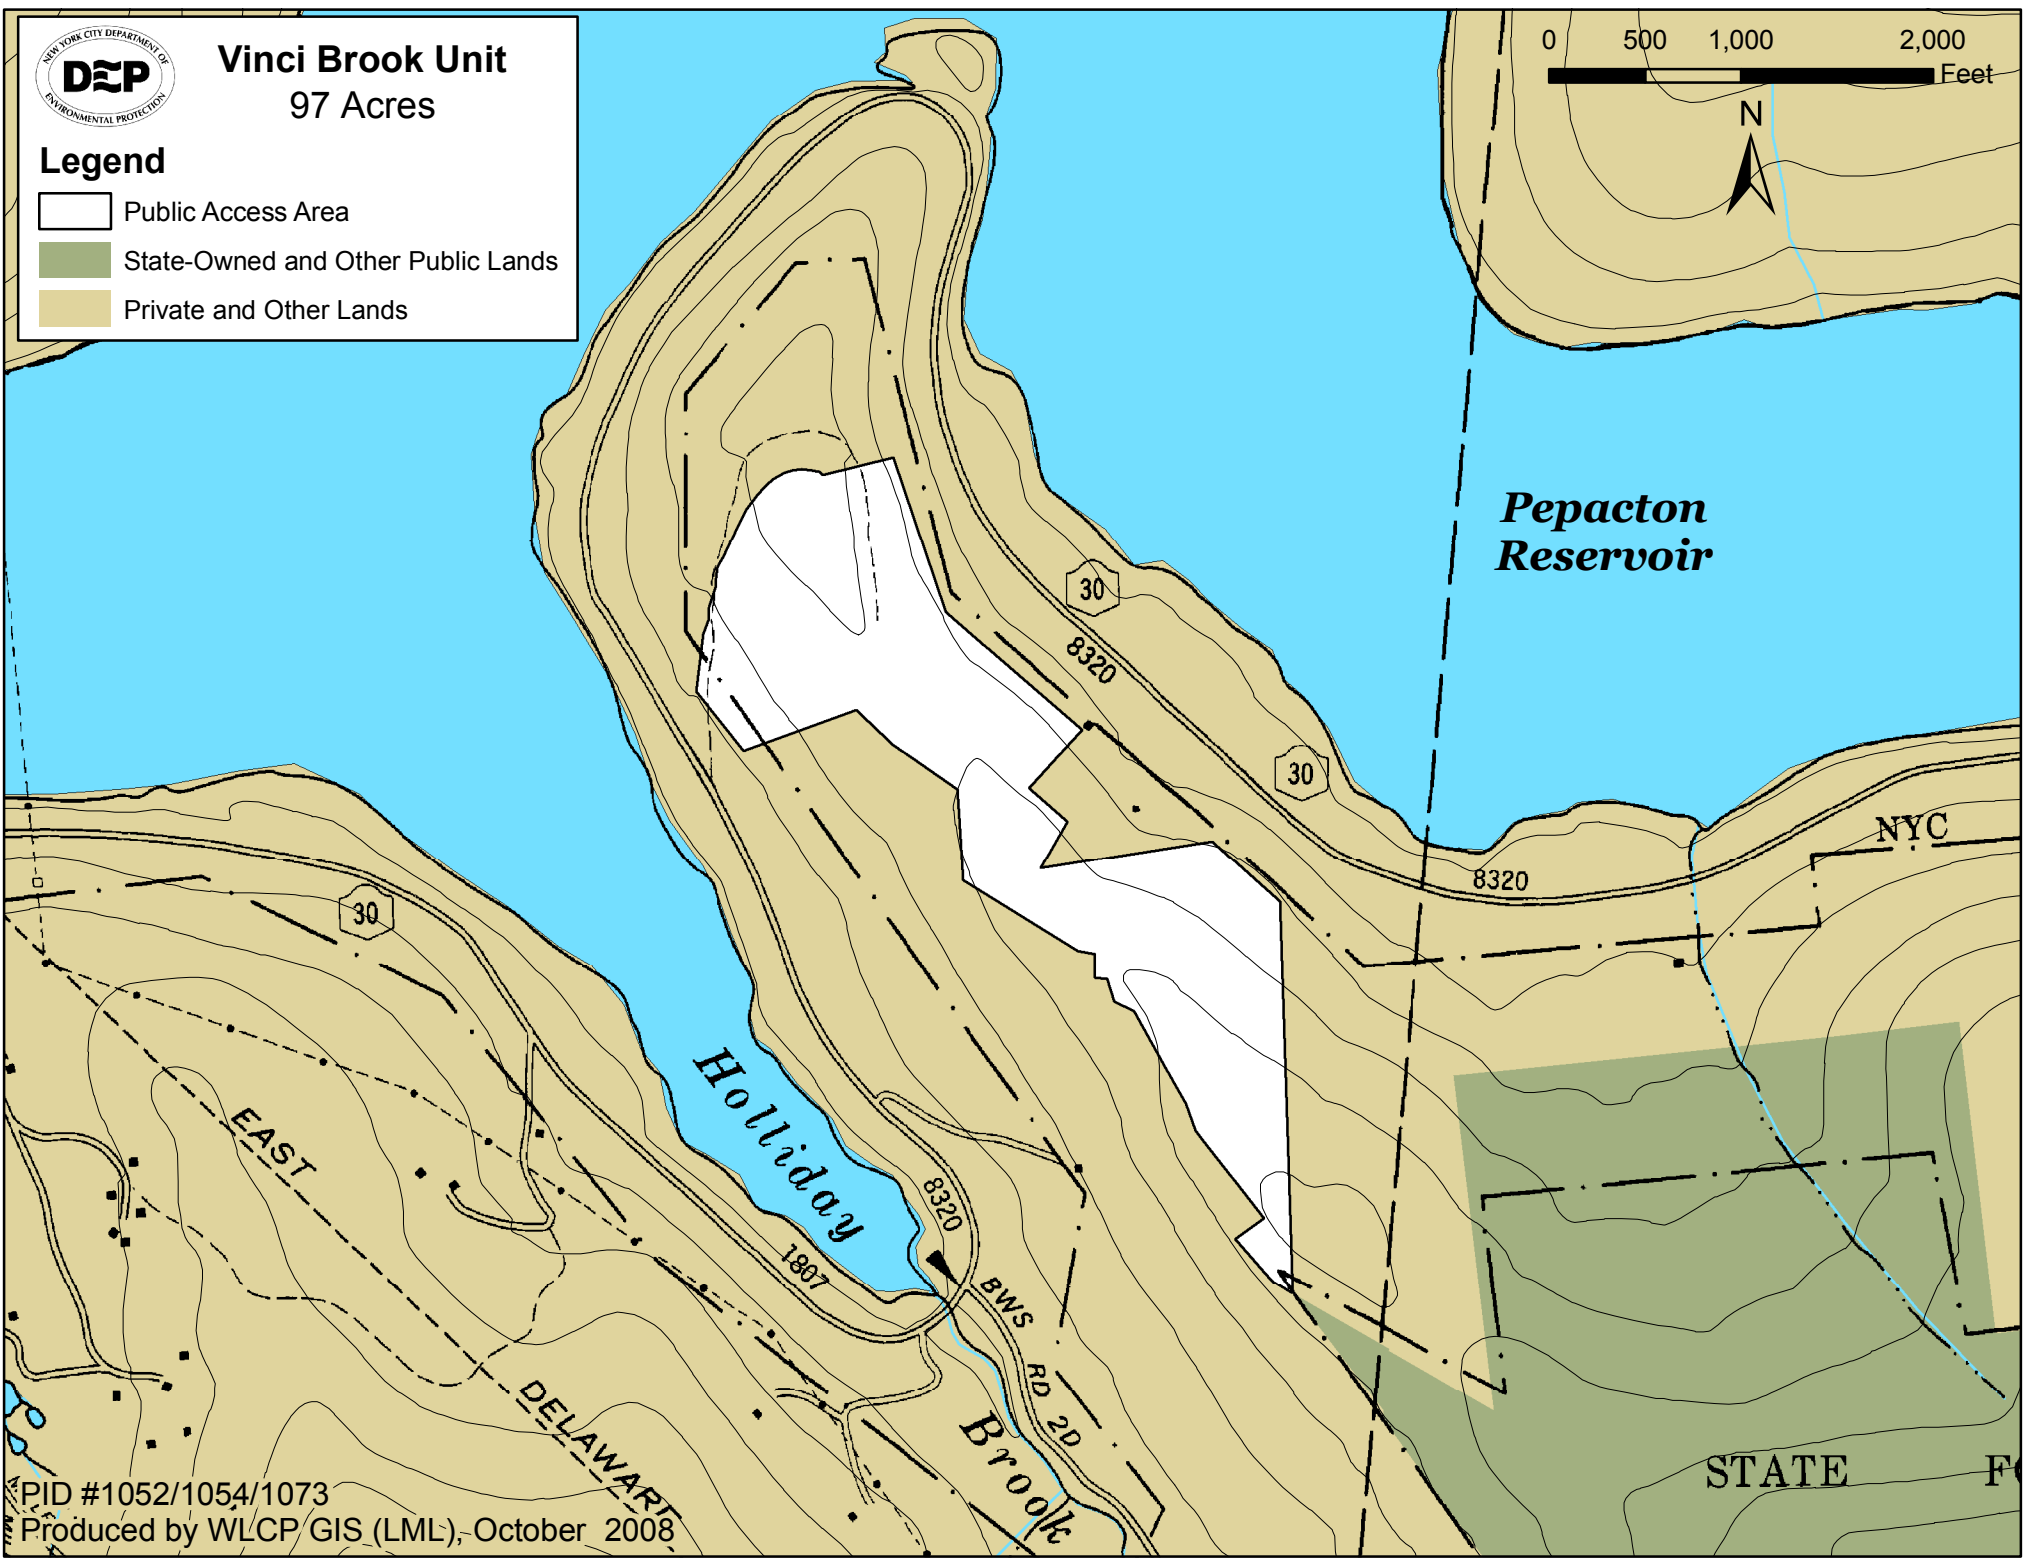 NEW YORK CITY DEPARTMENT OF
DEP
ENVIRONMENTAL PROTECTION
Vinci Brook Unit
97 Acres
Legend
Public Access Area
State-Owned and Other Public Lands
Private and Other Lands
0 500 1,000 2,000
Feet
N
Pepacton
Reservoir
30
8320
30
NYC
8320
30
Holliday
EAST
8320
1807
BWS
RD 2D
DELAWARE
Brook
STATE
PID #1052/1054/1073
Produced by WLCP GIS (LML), October 2008